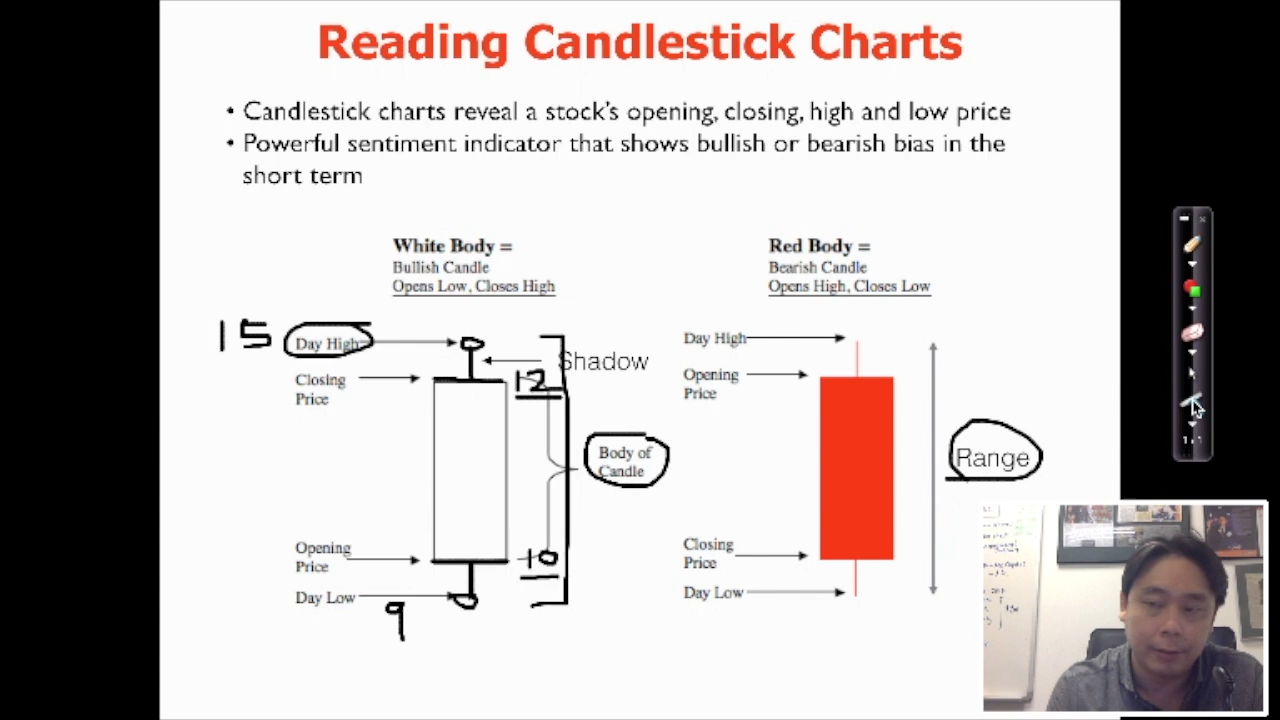 Reading Candlestick Charts
• Candlestick charts reveal a stock's opening, closing, high and low price
• Powerful sentiment indicator that shows bullish or bearish bias in the
short term
White Body =
Bullish Candle
Opens Low, Closes High
15
Day High
Shadow
Closing
Price
12
Body of
Candle
Opening
Price
10
Day Low
9
Red Body =
Bearish Candle
Opens High, Closes Low
Day High
Opening
Price
Range
Closing
Price
Day Low